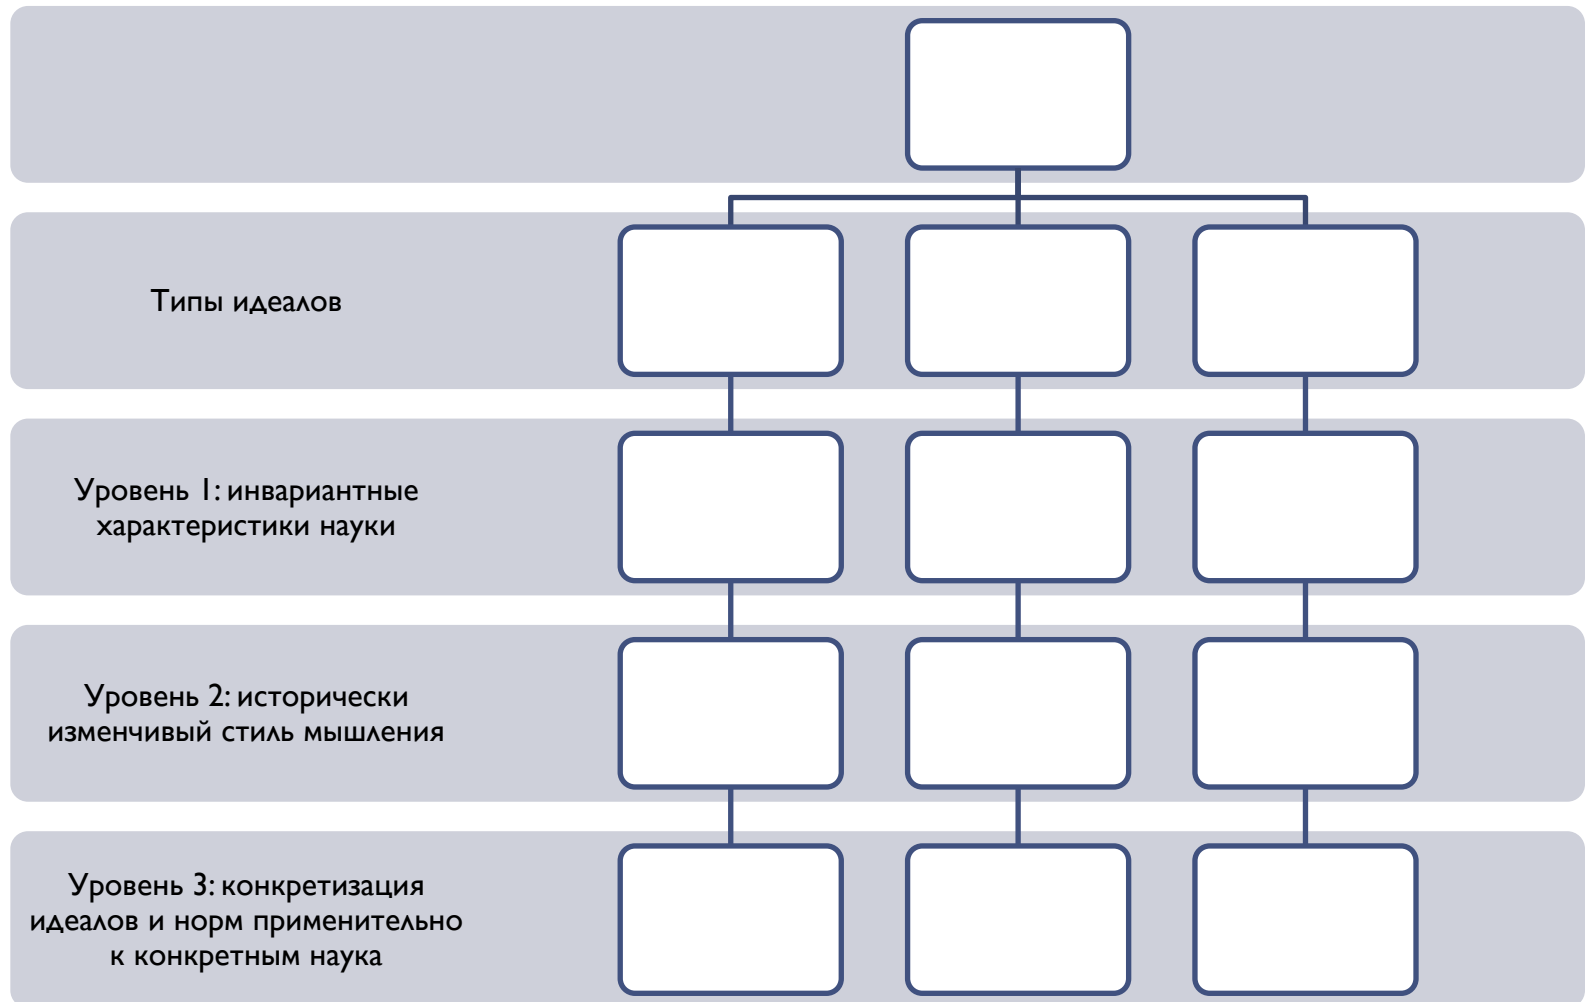 Типы идеалов
Уровень 1: инвариантные
характеристики науки
Уровень 2: исторически
изменчивый стиль мышления
Уровень 3: конкретизация
идеалов и норм применительно
к конкретным наука